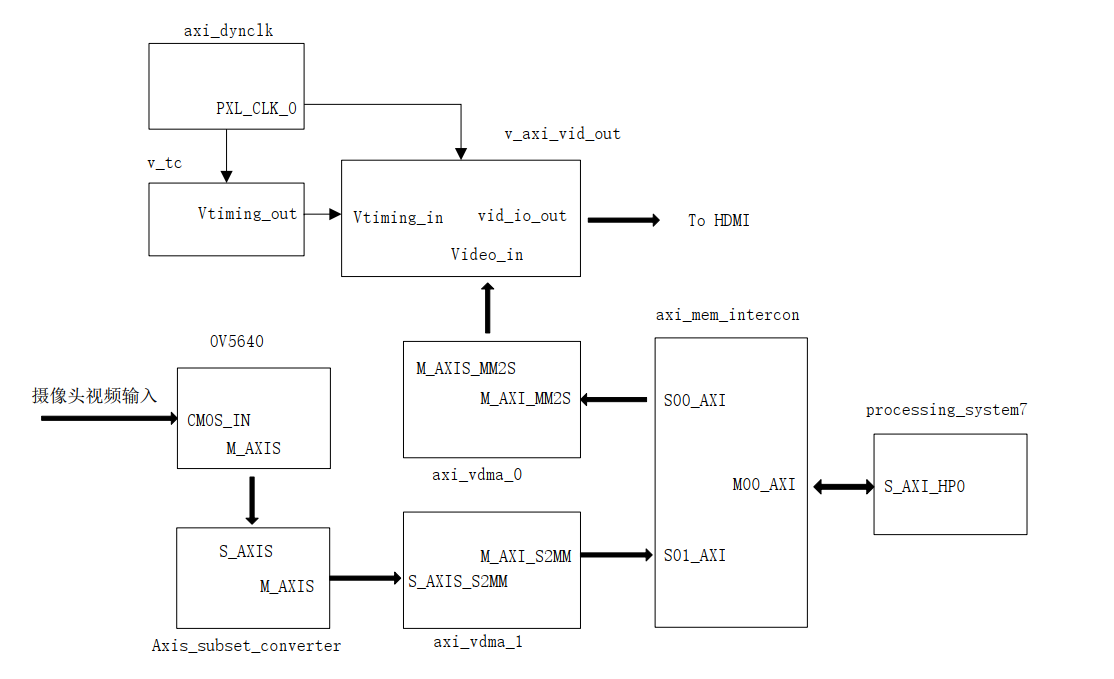 axi_dynclk
PXL_CLK_O
v_axi_vid_out
v_tc
Vtiming_out
Vtiming_in
vid_io_out
To HDMI
Video_in
axi_mem_intercon
OV5640
M_AXIS_MM2S
摄像头视频输入
M_AXI_MM2S
S00_AXI
processing_system7
CMOS_IN
M_AXIS
axi_vdma_0
M00_AXI
S_AXI_HP0
S_AXIS
M_AXI_S2MM
S01_AXI
M_AXIS
S_AXIS_S2MM
Axis_subset_converter
axi_vdma_1